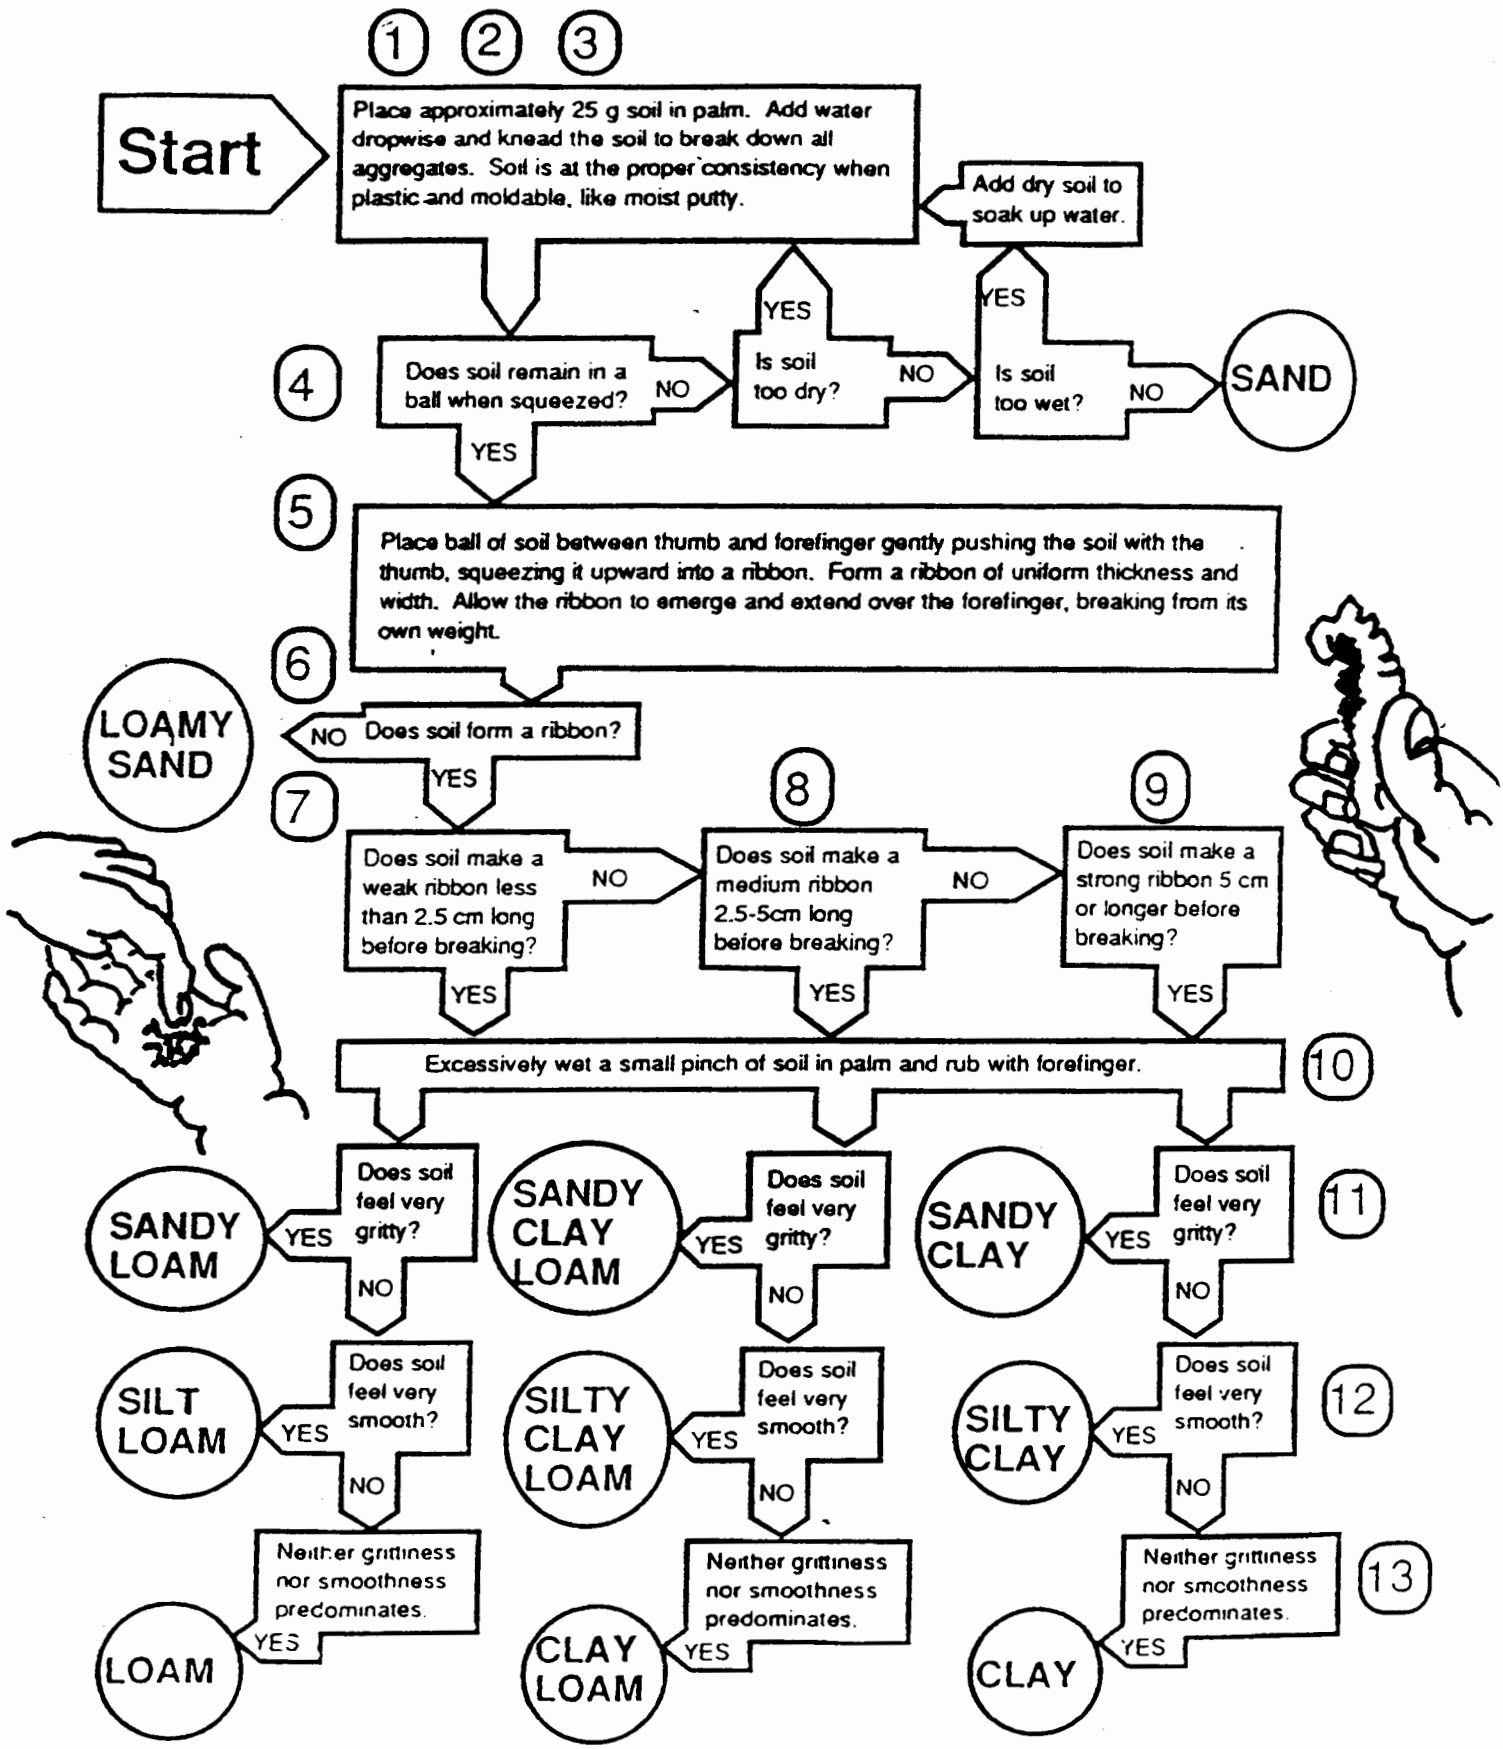 1 2 3
Start
Place approximately 25 g soil in palm. Add water
dropwise and knead the soil to break down all
aggregates. Soil is at the proper consistency when
plastic and moldable, like moist putty.
Add dry soil to
soak up water.
YES
YES
4
Does soil remain in a
ball when squeezed?
NO
Is soil
too dry?
NO
Is soil
too wet?
NO
SAND
YES
5
Place ball of soil between thumb and forefinger gently pushing the soil with the
thumb, squeezing it upward into a ribbon. Form a ribbon of uniform thickness and
width. Allow the ribbon to emerge and extend over the forefinger, breaking from its
own weight.
6
LOAMY
SAND
NO
Does soil form a ribbon?
YES
7
8
9
Does soil make a
weak ribbon less
than 2.5 cm long
before breaking?
NO
Does soil make a
medium ribbon
2.5-5cm long
before breaking?
NO
Does soil make a
strong ribbon 5 cm
or longer before
breaking?
YES
YES
YES
Excessively wet a small pinch of soil in palm and rub with forefinger.
10
SANDY
LOAM
YES
Does soil
feel very
gritty?
NO
SANDY
CLAY
LOAM
YES
Does soil
feel very
gritty?
NO
SANDY
CLAY
YES
Does soil
feel very
gritty?
NO
11
SILT
LOAM
YES
Does soil
feel very
smooth?
NO
SILTY
CLAY
LOAM
YES
Does soil
feel very
smooth?
NO
SILTY
CLAY
YES
Does soil
feel very
smooth?
NO
12
Neither grittiness
nor smoothness
predominates.
YES
LOAM
Neither grittiness
nor smoothness
predominates.
YES
CLAY
LOAM
Neither grittiness
nor smoothness
predominates.
YES
CLAY
13